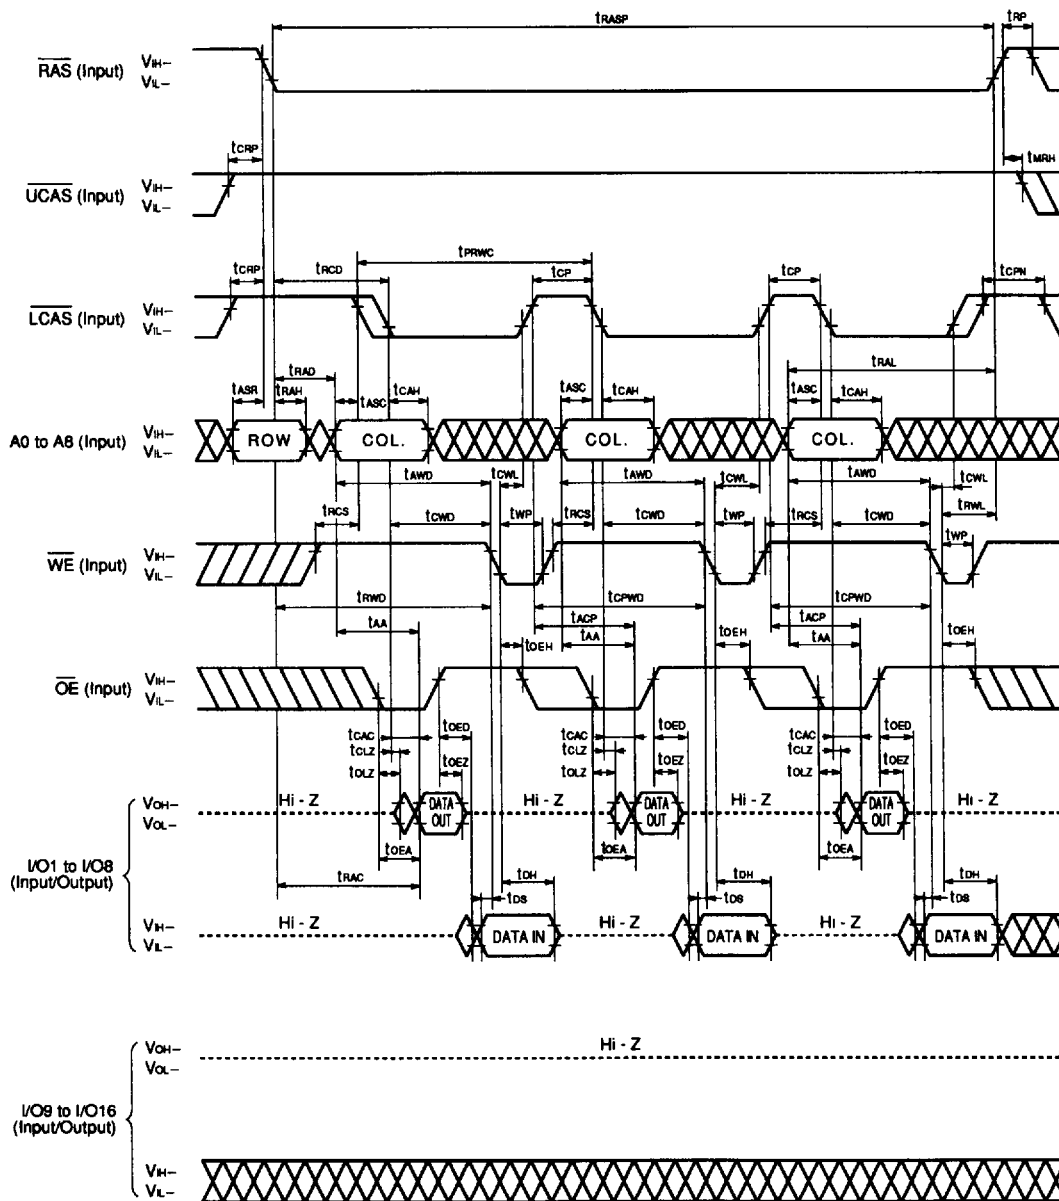 tRASP
tRP
RAS (Input)
VIH–
VIL–
tCRP
tMRH
UCAS (Input)
VIH–
VIL–
tPRWC
tCRP
tRCD
tCP
tCP
tCPN
LCAS (Input)
VIH–
VIL–
tRAD
tRAL
tASR
tRAH
tASC
tCAH
tASC
tCAH
tASC
tCAH
A0 to A8 (Input)
VIH–
VIL–
ROW
COL.
COL.
COL.
tAWD
tCWL
tAWD
tCWL
tAWD
tCWL
tRCS
tCWD
tWP
tRCS
tCWD
tWP
tRCS
tCWD
tRWL
tWP
WE (Input)
VIH–
VIL–
tRWD
tCPWD
tCPWD
tAA
tACP
tACP
tOEH
tAA
tOEH
tAA
tOEH
OE (Input)
VIH–
VIL–
tCAC
tOED
tCAC
tOED
tCAC
tOED
tCLZ
tCLZ
tCLZ
tOLZ
tOEZ
tOLZ
tOEZ
tOLZ
tOEZ
VOH–
VOL–
Hi - Z
DATA OUT
Hi - Z
DATA OUT
Hi - Z
DATA OUT
Hi - Z
I/O1 to I/O8
(Input/Output)
tOEA
tOEA
tOEA
tRAC
tDH
tDH
tDH
tDS
tDS
tDS
VIH–
VIL–
Hi - Z
DATA IN
Hi - Z
DATA IN
Hi - Z
DATA IN
VOH–
VOL–
Hi - Z
I/O9 to I/O16
(Input/Output)
VIH–
VIL–